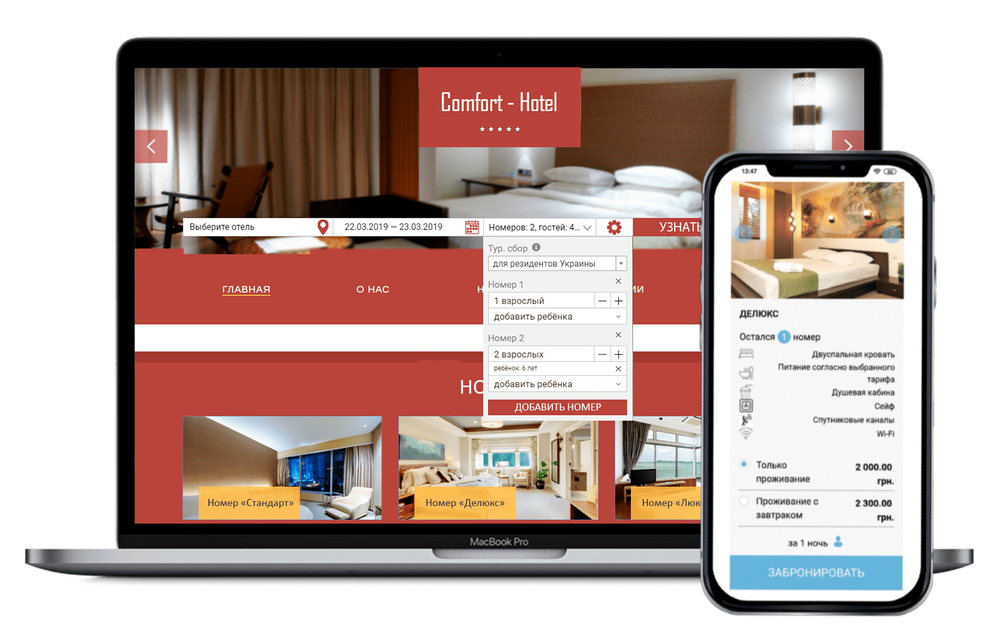 Comfort - Hotel
Выберите отель
22.03.2019 — 23.03.2019
Номеров: 2, гостей: 4...
УЗНАТЬ
Тур. сбор
для резидентов Украины
ГЛАВНАЯ
О НАС
Н
ИИ
Номер 1
1 взрослый
добавить ребёнка
Номер 2
2 взрослых
ребёнок: 6 лет
добавить ребёнка
НО
ДОБАВИТЬ НОМЕР
Номер «Стандарт»
Номер «Делюкс»
Номер «Люк
MacBook Pro
13:47
ДЕЛЮКС
Остался 1 номер
Двуспальная кровать
Питание согласно выбранного
тарифа
Душевая кабина
Сейф
Спутниковые каналы
Wi-Fi
Только
проживание
2 000.00
грн.
Проживание с
завтраком
2 300.00
грн.
за 1 ночь
ЗАБРОНИРОВАТЬ